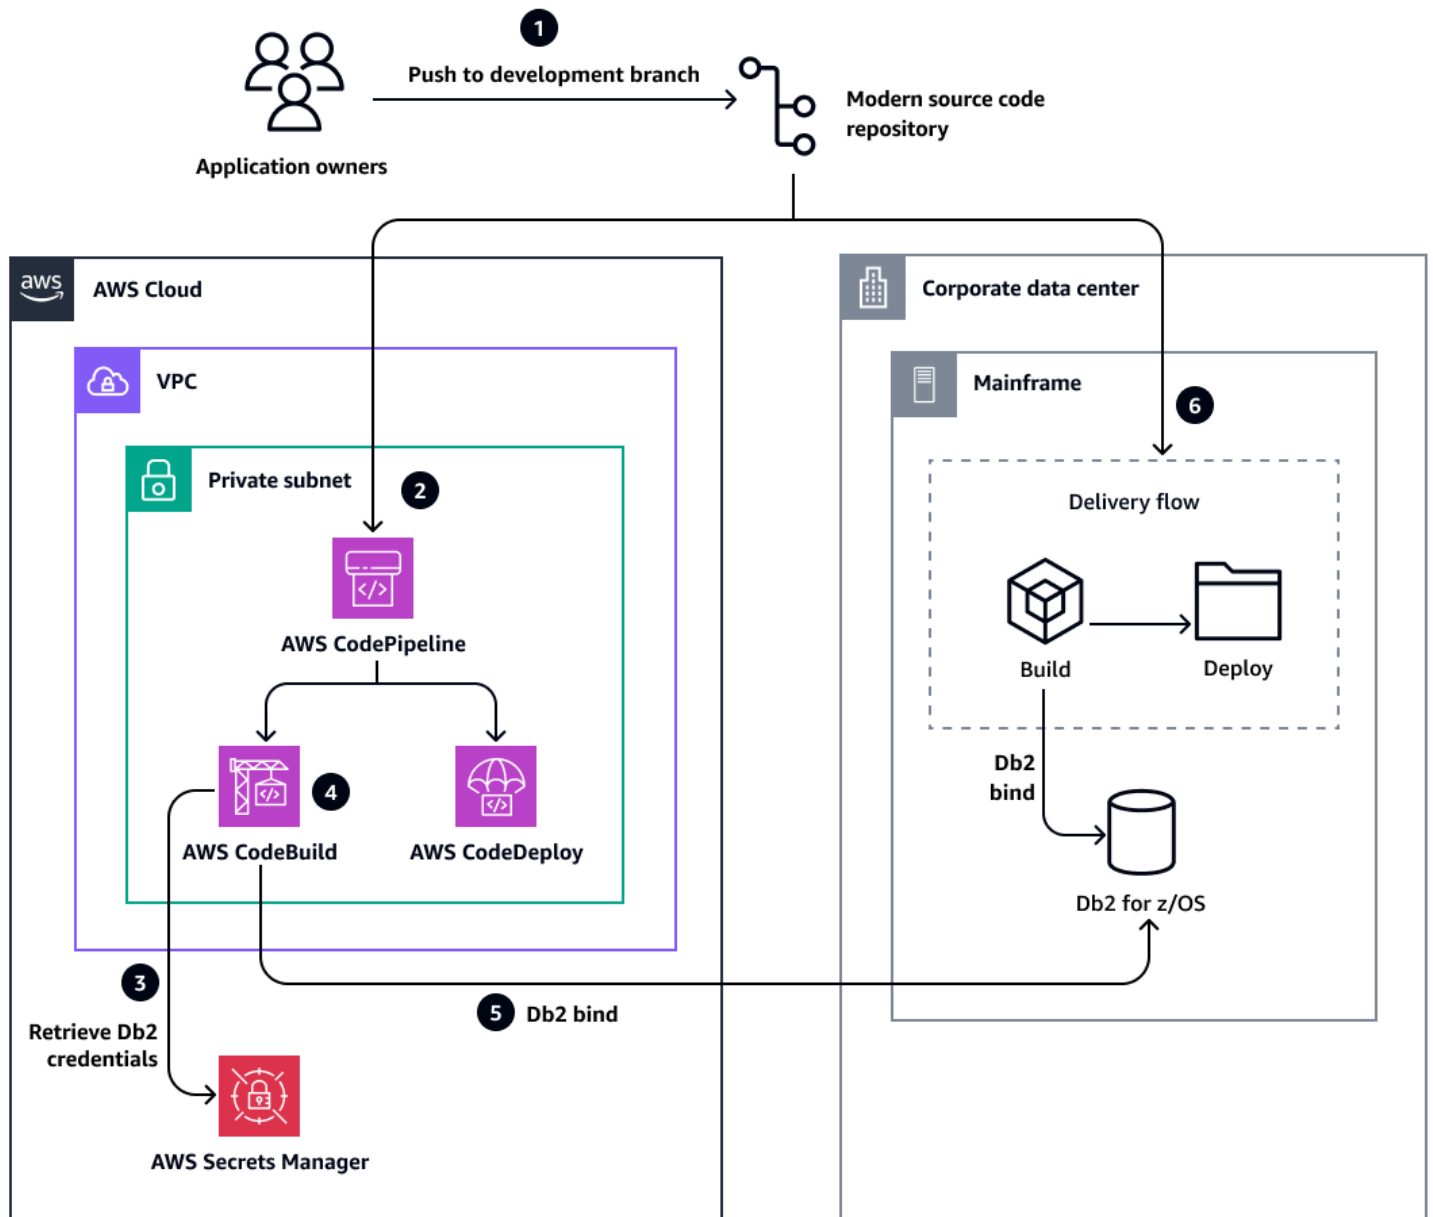 1
Push to development branch
Modern source code
repository
Application owners
aws
AWS Cloud
Corporate data center
VPC
Mainframe
6
Private subnet
2
Delivery flow
</>
AWS CodePipeline
Build
Deploy
</>
4
</>
AWS CodeBuild
AWS CodeDeploy
Db2
bind
Db2 for z/OS
3
Retrieve Db2
credentials
5
Db2 bind
AWS Secrets Manager